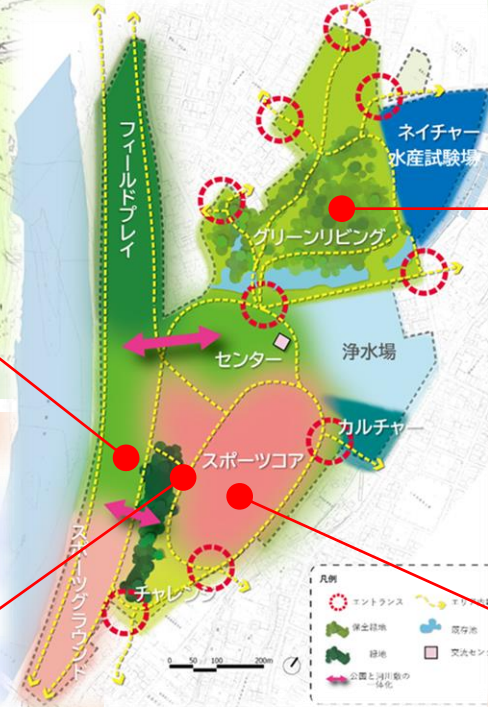 フィールドプレイ
ネイチャー
水産試験場
グリーンリビング
センター
浄水場
カルチャー
スポーツコア
スポーツグラウンド
チャレンジ
凡例
エントランス
保全緑地
既存池
緑地
公園と河川敷の
一体化
0 50 100 200m